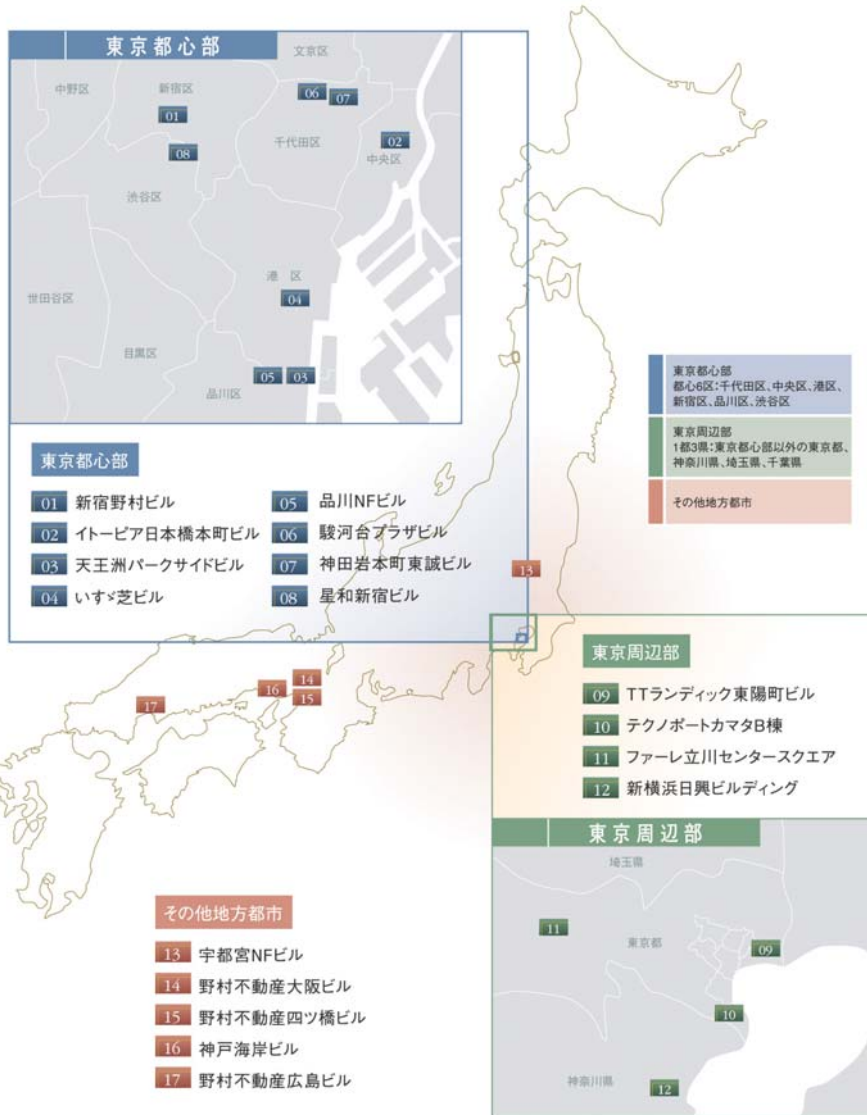 東京都心部
文京区
中野区
新宿区
06
07
01
02
千代田区
08
中央区
渋谷区
港 区
世田谷区
04
目黒区
05
03
品川区
東京都心部
都心6区:千代田区、中央区、港区、
新宿区、品川区、渋谷区
東京周辺部
1都3県:東京都心部以外の東京都、
神奈川県、埼玉県、千葉県
その他地方都市
東京都心部
01 新宿野村ビル
02 イトーピア日本橋本町ビル
03 天王洲パークサイドビル
04 いすゞ芝ビル
05 品川NFビル
06 駿河台プラザビル
07 神田岩本町東誠ビル
08 星和新宿ビル
13
14
16
15
17
東京周辺部
09 TTランディック東陽町ビル
10 テクノポートカマタB棟
11 ファーレ立川センタースクエア
12 新横浜日興ビルディング
東京周辺部
埼玉県
11
東京都
09
10
神奈川県
12
その他地方都市
13 宇都宮NFビル
14 野村不動産大阪ビル
15 野村不動産四ツ橋ビル
16 神戸海岸ビル
17 野村不動産広島ビル